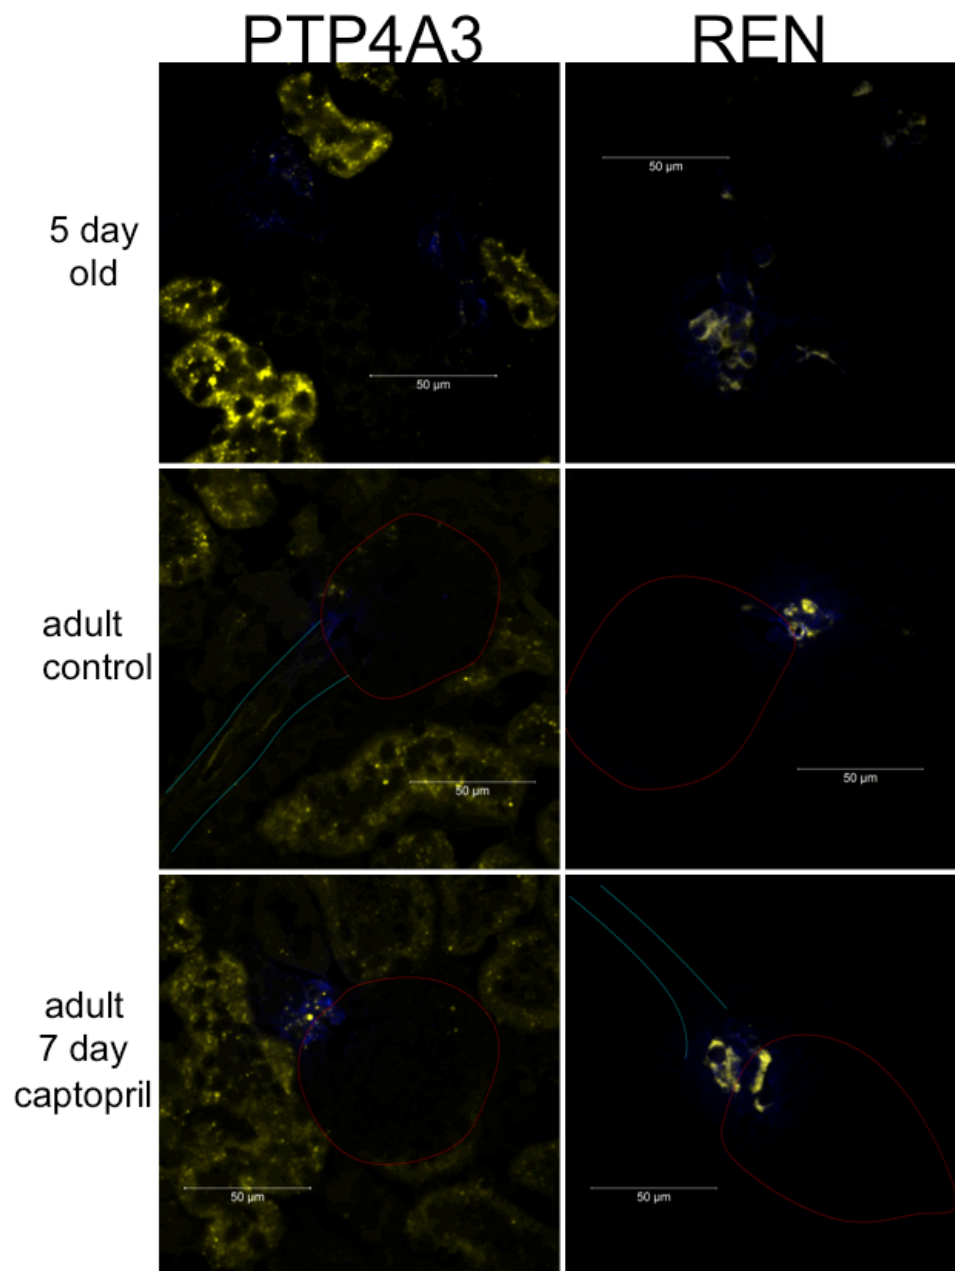 PTP4A3 REN
5 day
old
50 µm
50 µm
adult
control
50 µm
50 µm
adult
7 day
captopril
50 µm
50 µm